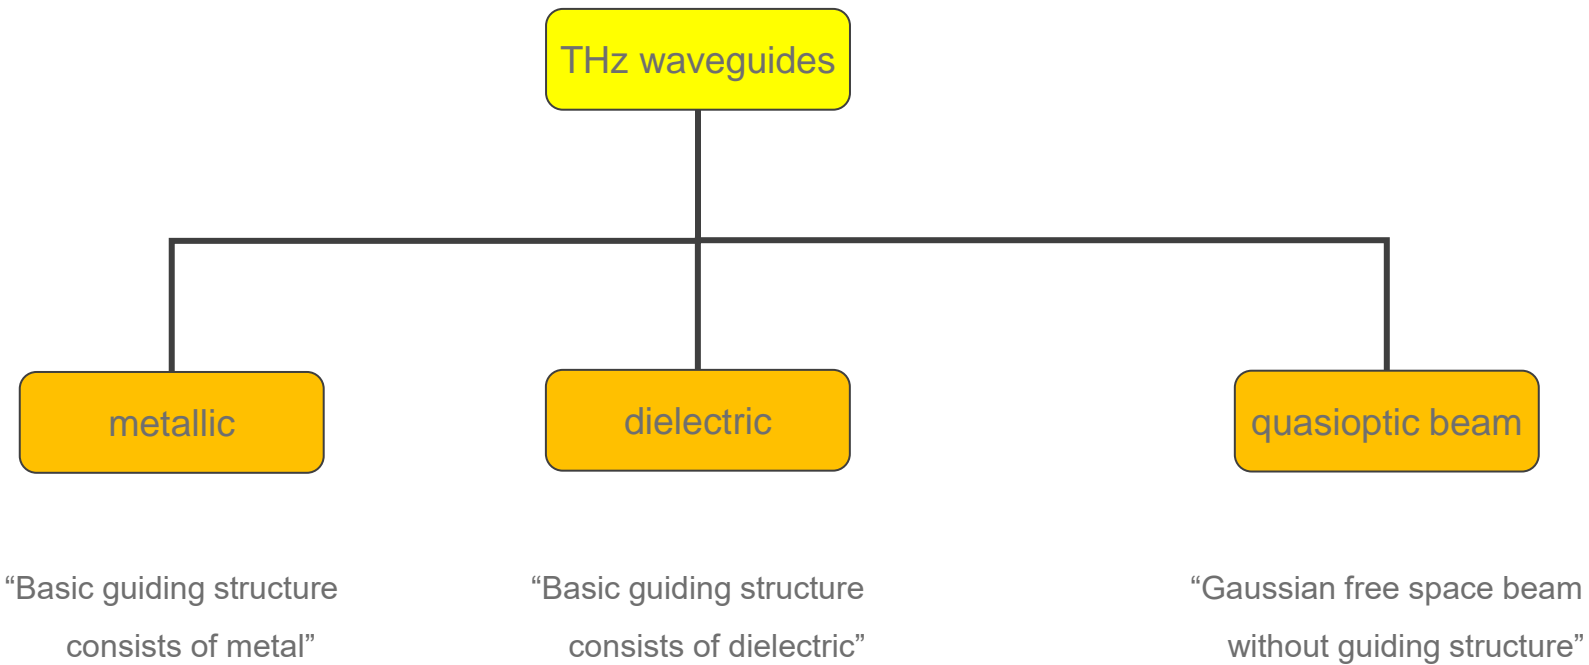 THz waveguides
metallic
dielectric
quasioptic beam
“Basic guiding structure
consists of metal”
“Basic guiding structure
consists of dielectric”
“Gaussian free space beam
without guiding structure”